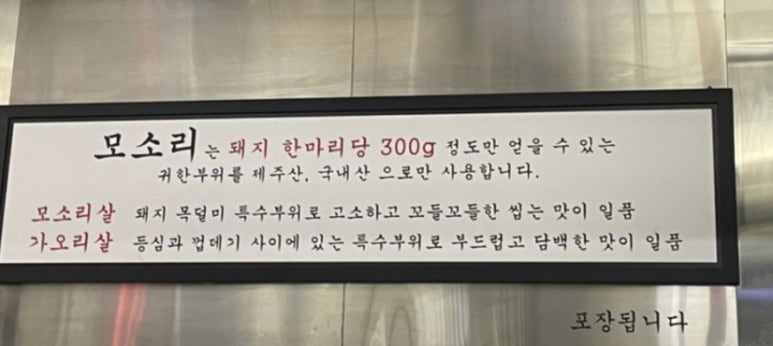 모소리는 돼지 한마리당 300g 정도만 얻을 수 있는
귀한부위를 제주산, 국내산 으로만 사용합니다.
모소리살 돼지 목덜미 특수부위로 고소하고 꼬들꼬들한 씹는 맛이 일품
가오리살 등심과 껍데기 사이에 있는 특수부위로 부드럽고 담백한 맛이 일품
포장됩니다